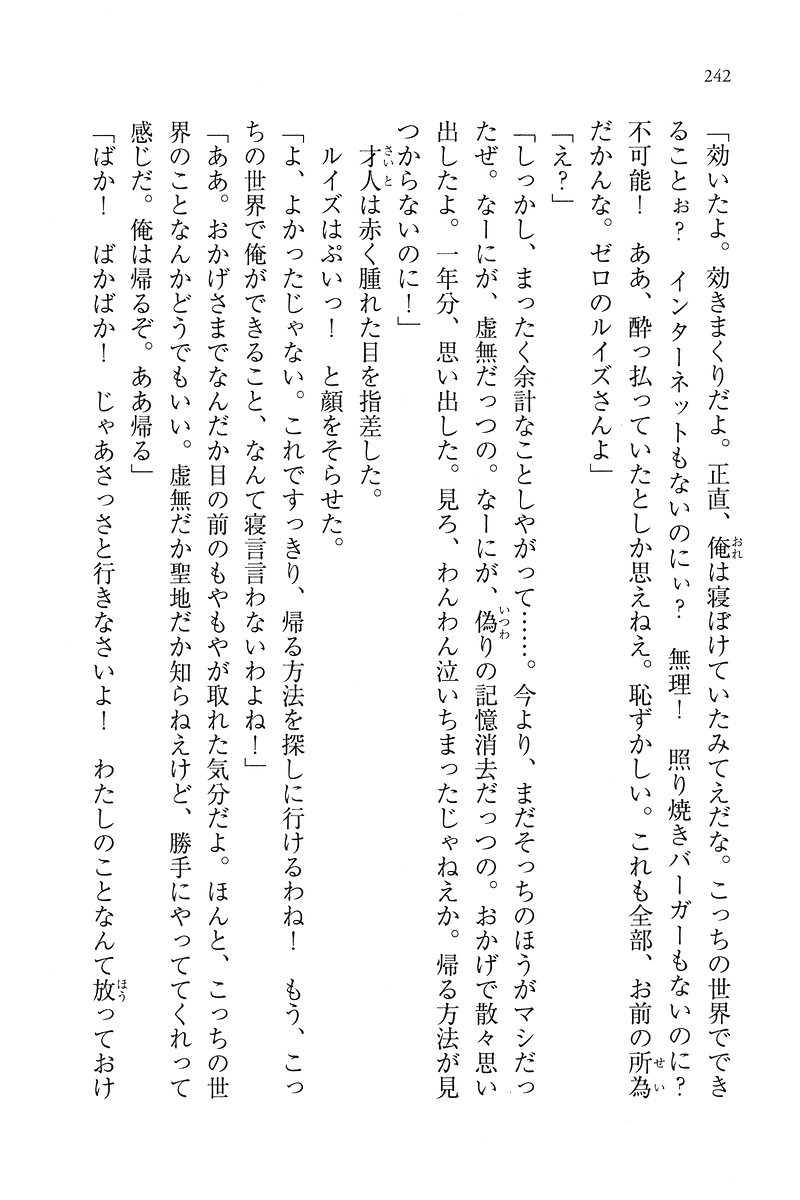 242
「効いたよ。効きまくりだよ。正直、俺は寝ぼけていたみてえだな。こっちの世界ででき
ることぉ？　インターネットもないのにぃ？　無理！　照り焼きバーガーもないのに？
不可能！　ああ、酔っ払っていたとしか思えねえ。恥ずかしい。これも全部、お前の所為
だかんな。ゼロのルイズさんよ」
「え？」
「しっかし、まったく余計なことしやがって……。今より、まだそっちのほうがマシだっ
たぜ。なーにが、虚無だっつの。なーにが、偽りの記憶消去だっつの。おかげで散々思い
出したよ。一年分、思い出した。見ろ、わんわん泣いちまったじゃねえか。帰る方法が見
つからないのに！」
　才人は赤く腫れた目を指差した。
　ルイズはぷいっ！　と顔をそらせた。
「よ、よかったじゃない。これですっきり、帰る方法を探しに行けるわね！　もう、こっ
ちの世界で俺ができること、なんて寝言言わないわよね！」
「ああ。おかげさまでなんだか目の前のもやもやが取れた気分だよ。ほんと、こっちの世
界のことなんかどうでもいい。虚無だか聖地だか知らねえけど、勝手にやっててくれって
感じだ。俺は帰るぞ。ああ帰る」
「ばか！　ばかばか！　じゃあさっさと行きなさいよ！　わたしのことなんて放っておけ